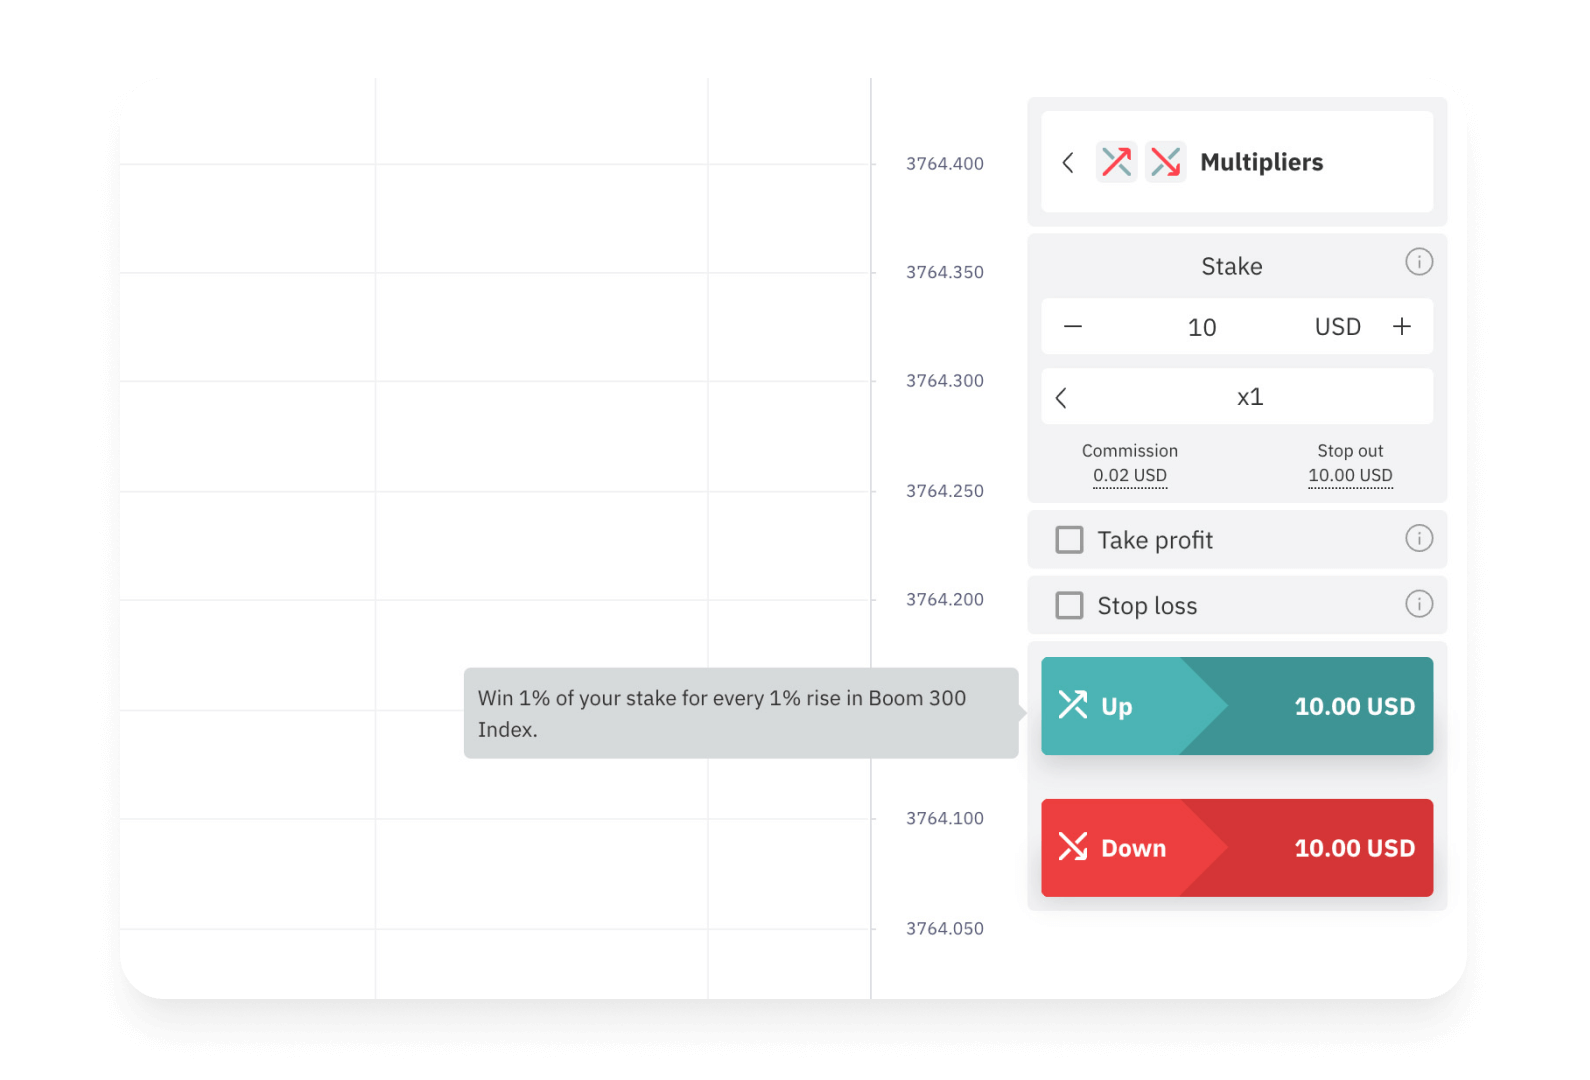 3764.400
3764.350
3764.300
3764.250
3764.200
3764.100
3764.050
Win 1% of your stake for every 1% rise in Boom 300
Index.
Multipliers
Stake
10 USD
x1
Commission
0.02 USD
Stop out
10.00 USD
Take profit
Stop loss
Up 10.00 USD
Down 10.00 USD